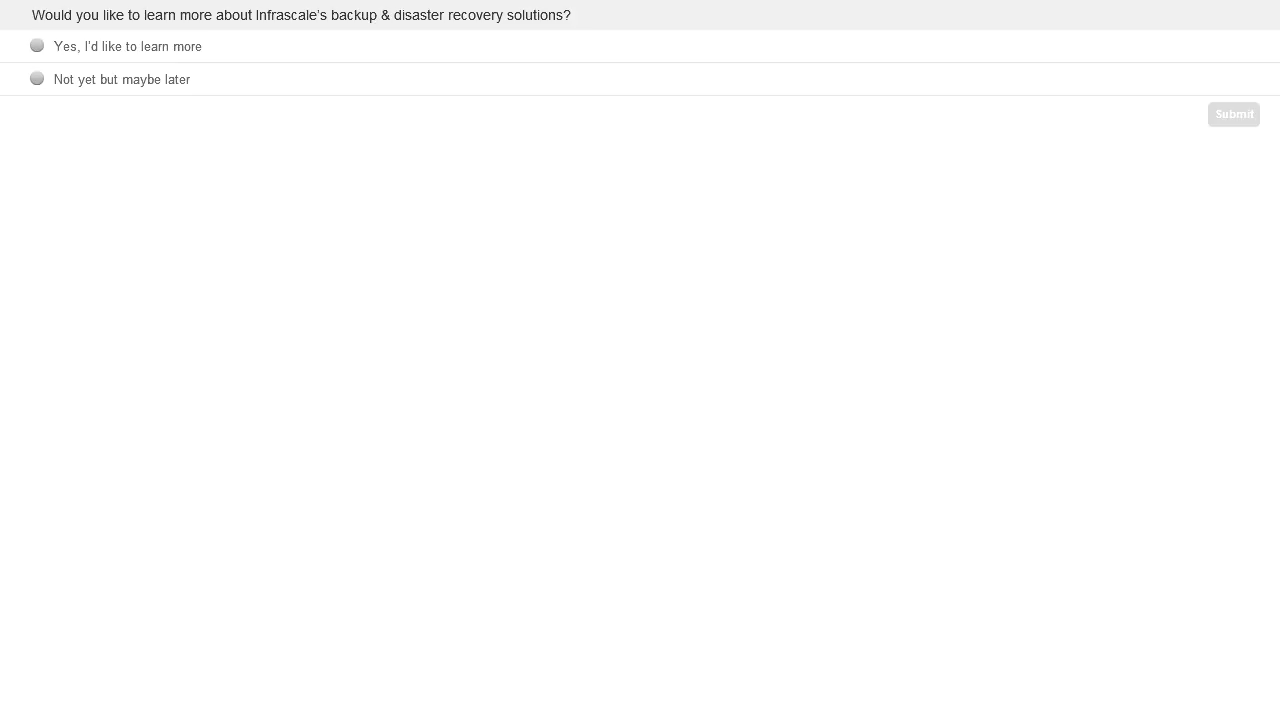 Would you like to learn more about Infrascale's backup & disaster recovery solutions?
Yes, I'd like to learn more
Not yet but maybe later
Submit